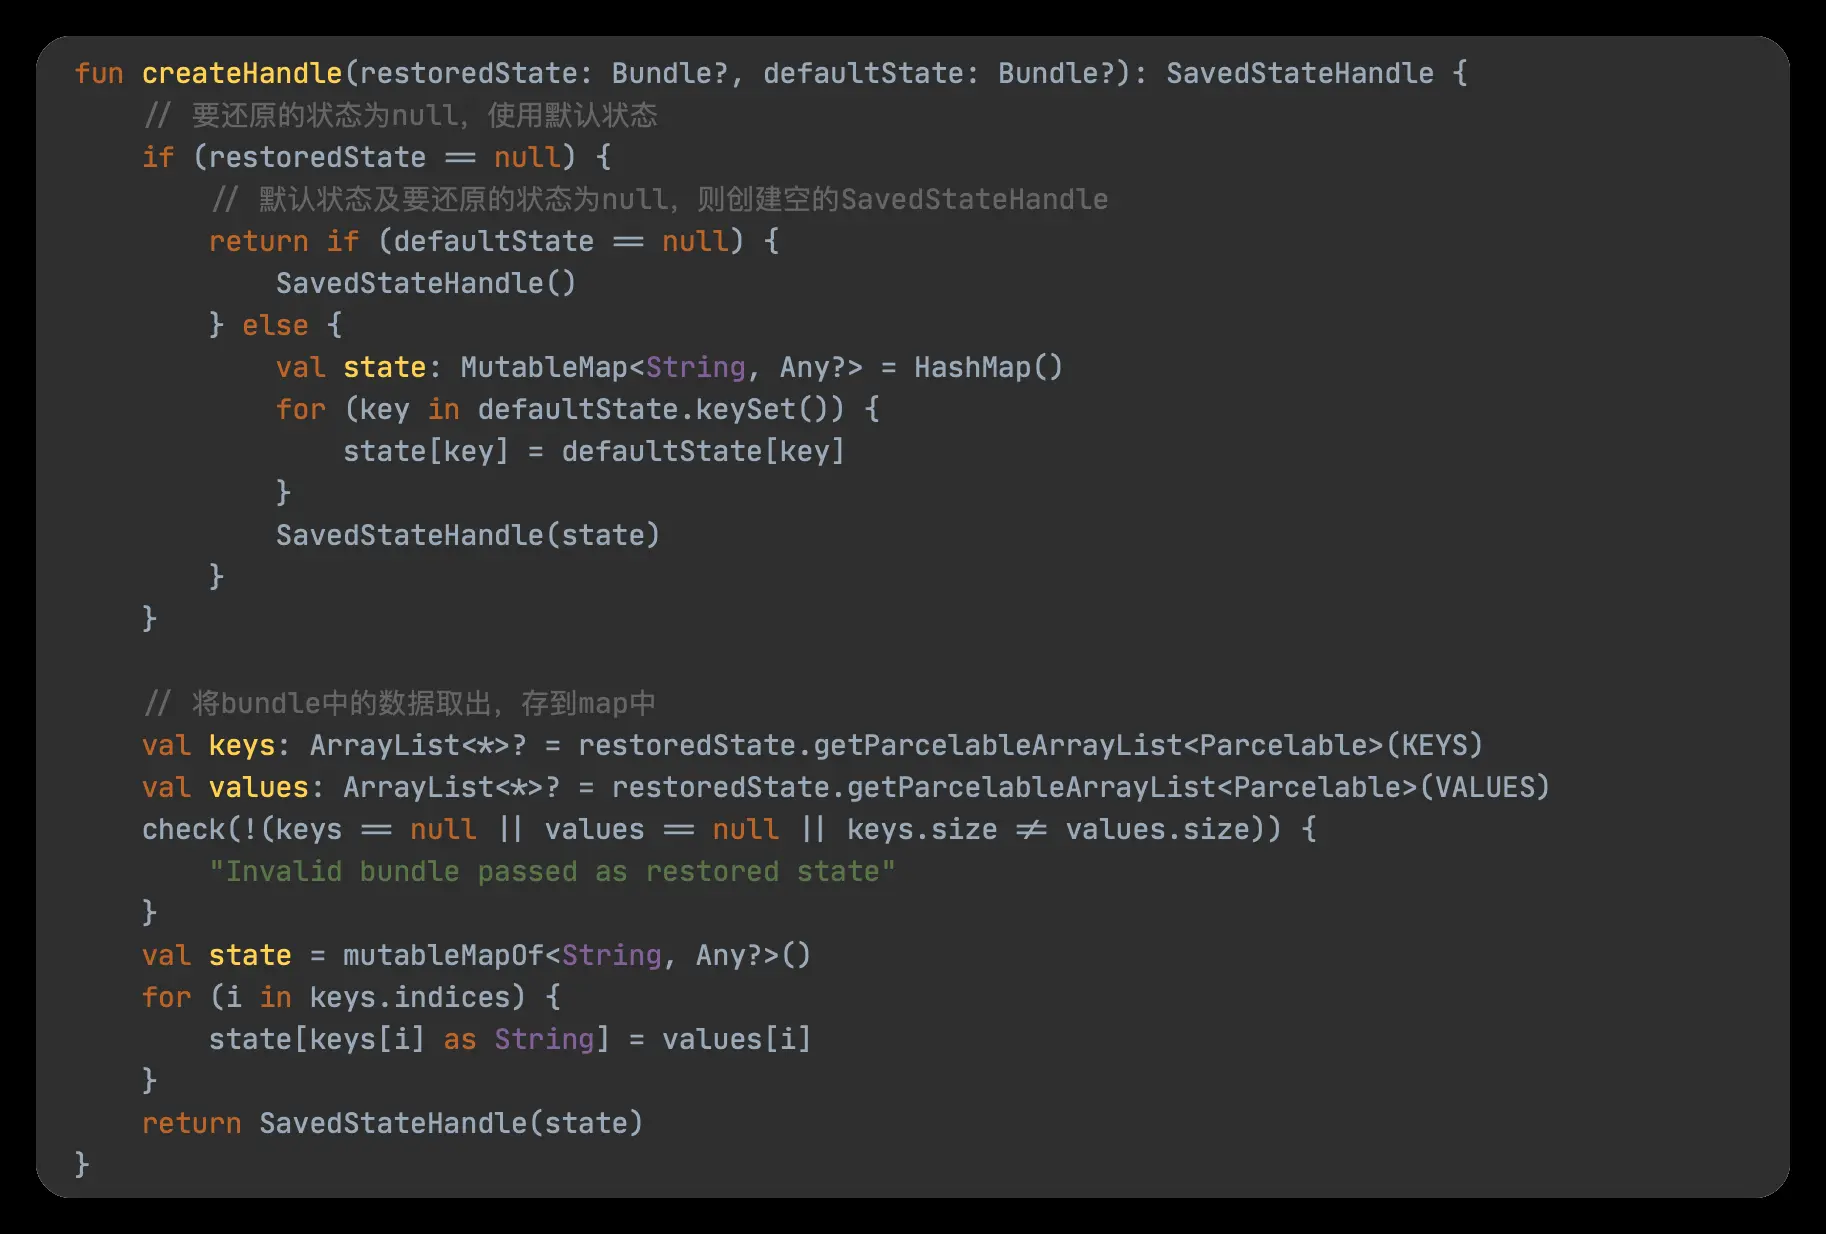 fun createHandle(restoredState: Bundle?, defaultState: Bundle?): SavedStateHandle {
    // 要还原的状态为null，使用默认状态
    if (restoredState == null) {
        // 默认状态及要还原的状态为null，则创建空的SavedStateHandle
        return if (defaultState == null) {
            SavedStateHandle()
        } else {
            val state: MutableMap<String, Any?> = HashMap()
            for (key in defaultState.keySet()) {
                state[key] = defaultState[key]
            }
            SavedStateHandle(state)
        }
    }

    // 将bundle中的数据取出，存到map中
    val keys: ArrayList<*>? = restoredState.getParcelableArrayList<Parcelable>(KEYS)
    val values: ArrayList<*>? = restoredState.getParcelableArrayList<Parcelable>(VALUES)
    check(!(keys == null || values == null || keys.size != values.size)) {
        "Invalid bundle passed as restored state"
    }
    val state = mutableMapOf<String, Any?>()
    for (i in keys.indices) {
        state[keys[i] as String] = values[i]
    }
    return SavedStateHandle(state)
}